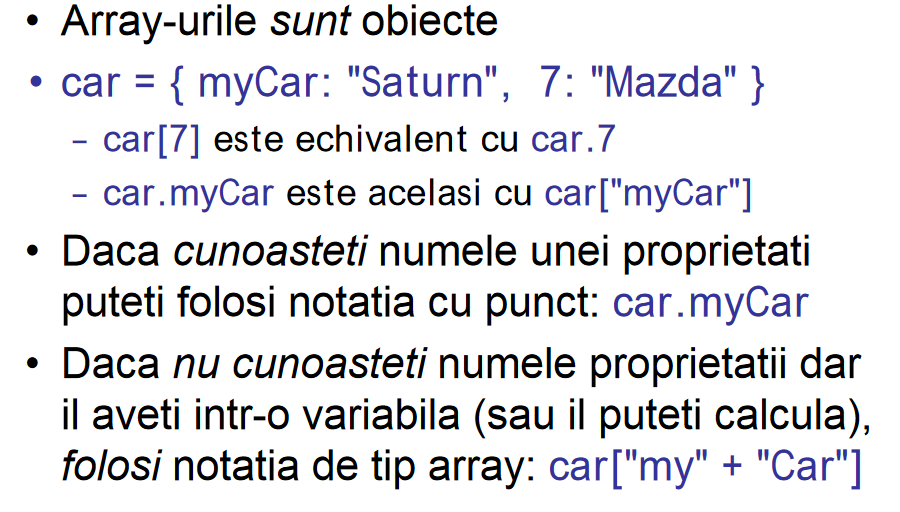 • Array-urile sunt obiecte
• car = { myCar: "Saturn", 7: "Mazda" }
– car[7] este echivalent cu car.7
– car.myCar este acelasi cu car["myCar"]
• Daca cunoasteti numele unei proprietati
puteti folosi notatia cu punct: car.myCar
• Daca nu cunoasteti numele proprietatii dar
il aveti intr-o variabila (sau il puteti calcula),
folosi notatia de tip array: car["my" + "Car"]